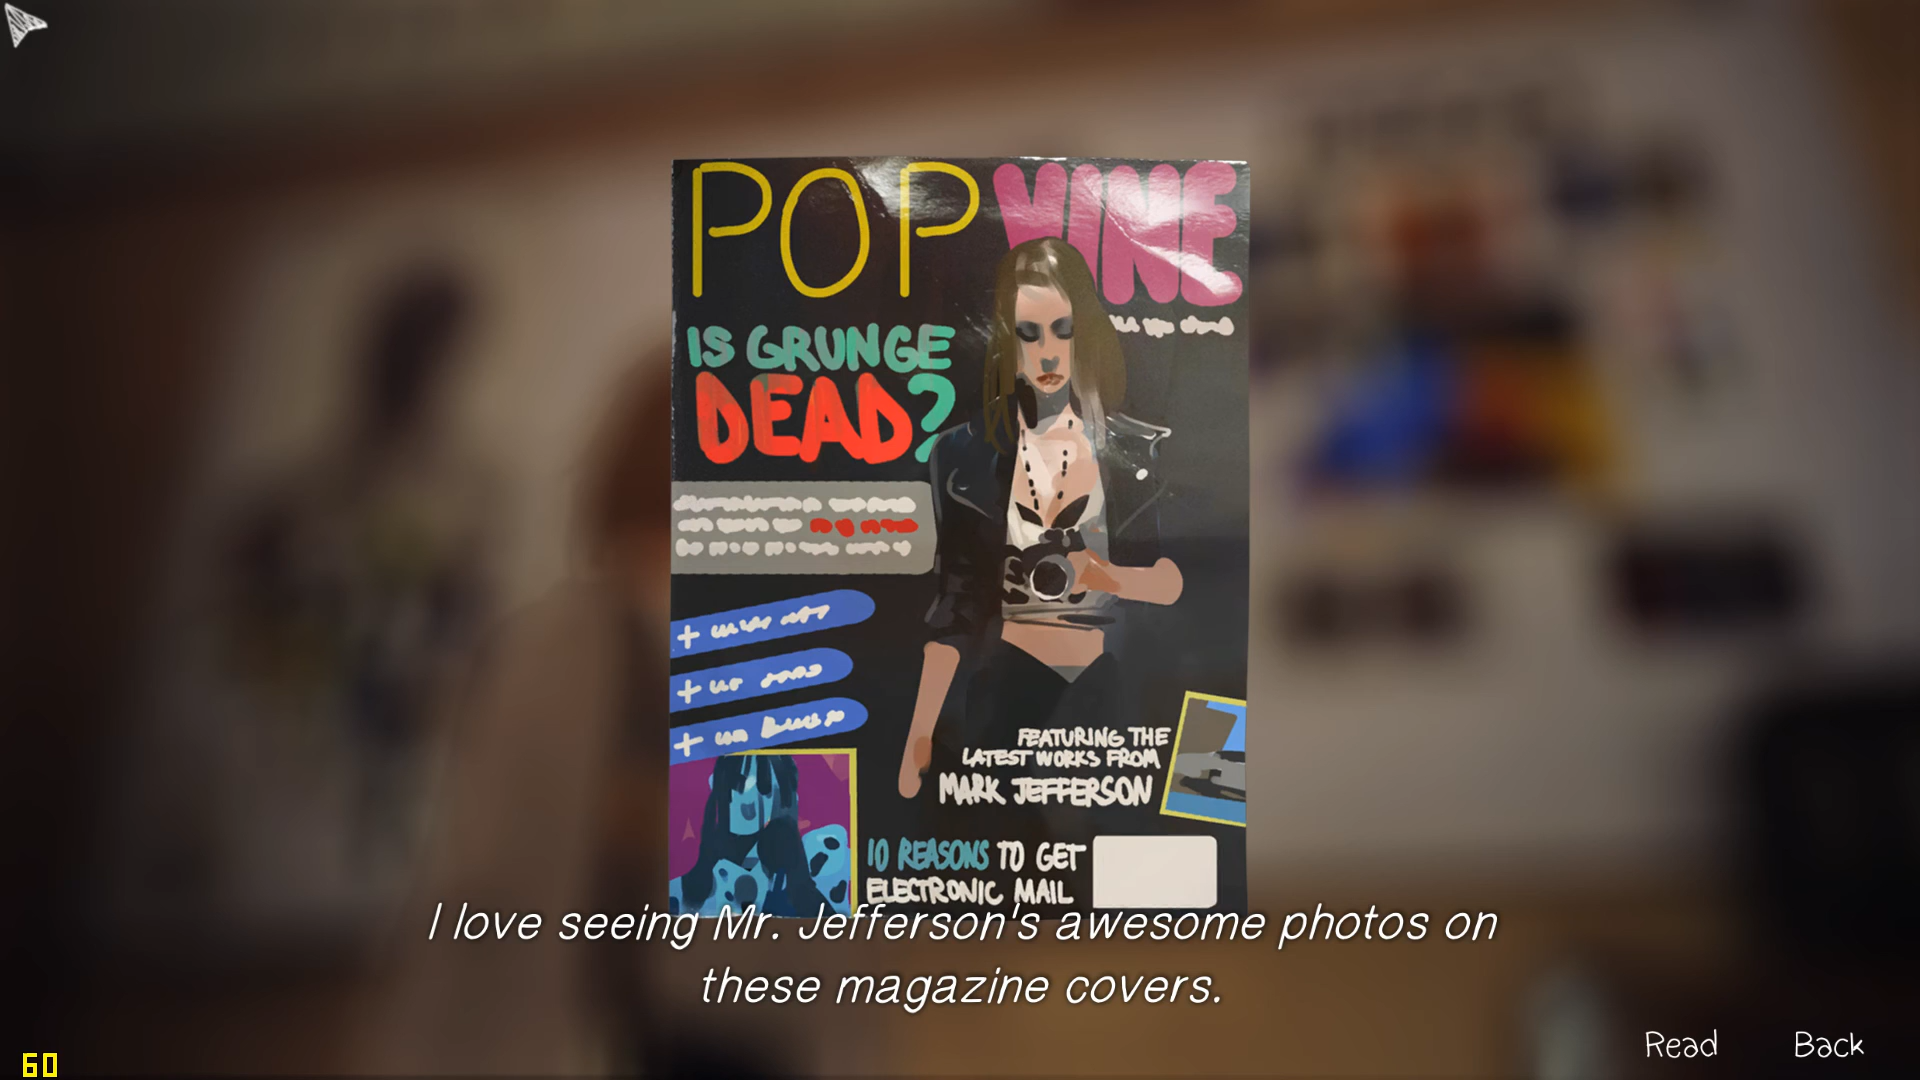 POP VINE
IS GRUNGE
DEAD?
FEATURING THE
LATEST WORKS FROM
MARK JEFFERSON
10 REASONS TO GET
ELECTRONIC MAIL
I love seeing Mr. Jefferson's awesome photos on
these magazine covers.
Read Back
60